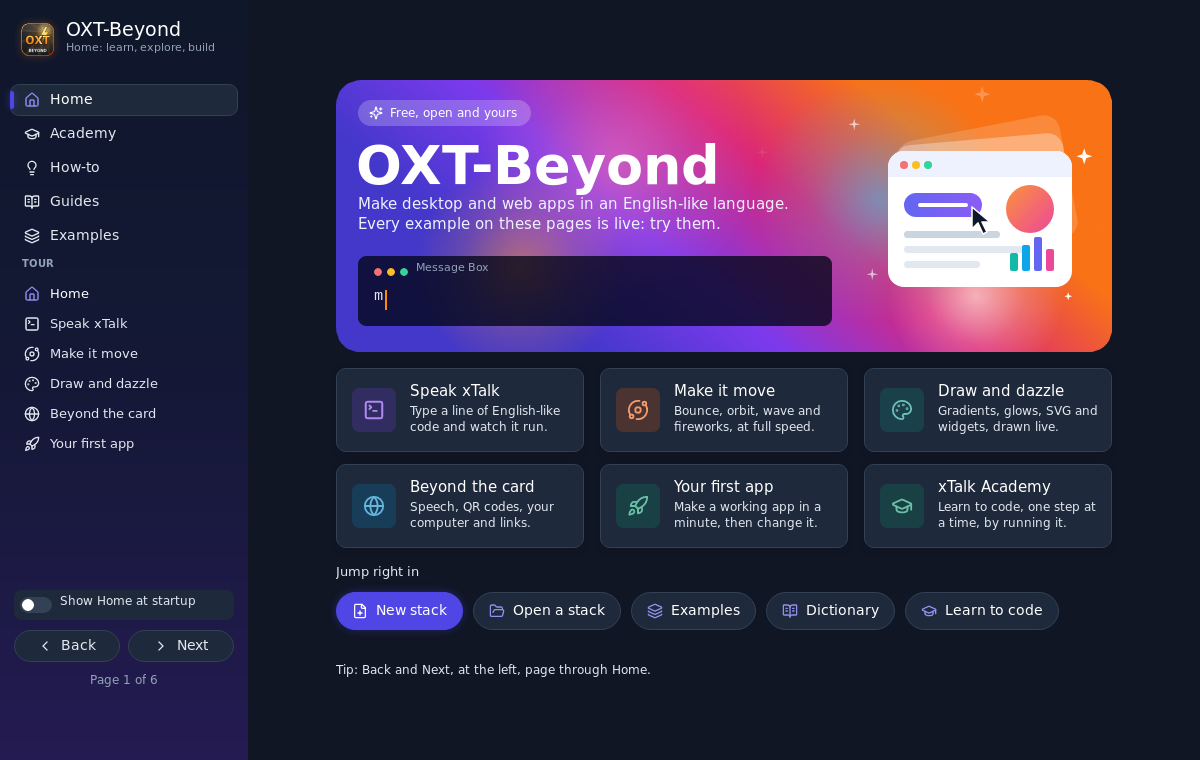 OXT
BEYOND
OXT-Beyond
Home: learn, explore, build
Home
Academy
How-to
Guides
Examples
TOUR
Home
Speak xTalk
Make it move
Draw and dazzle
Beyond the card
Your first app
Show Home at startup
Back
Next
Page 1 of 6
Free, open and yours
OXT-Beyond
Make desktop and web apps in an English-like language.
Every example on these pages is live: try them.
Message Box
m
Speak xTalk
Type a line of English-like
code and watch it run.
Make it move
Bounce, orbit, wave and
fireworks, at full speed.
Draw and dazzle
Gradients, glows, SVG and
widgets, drawn live.
Beyond the card
Speech, QR codes, your
computer and links.
Your first app
Make a working app in a
minute, then change it.
xTalk Academy
Learn to code, one step at
a time, by running it.
Jump right in
New stack
Open a stack
Examples
Dictionary
Learn to code
Tip: Back and Next, at the left, page through Home.